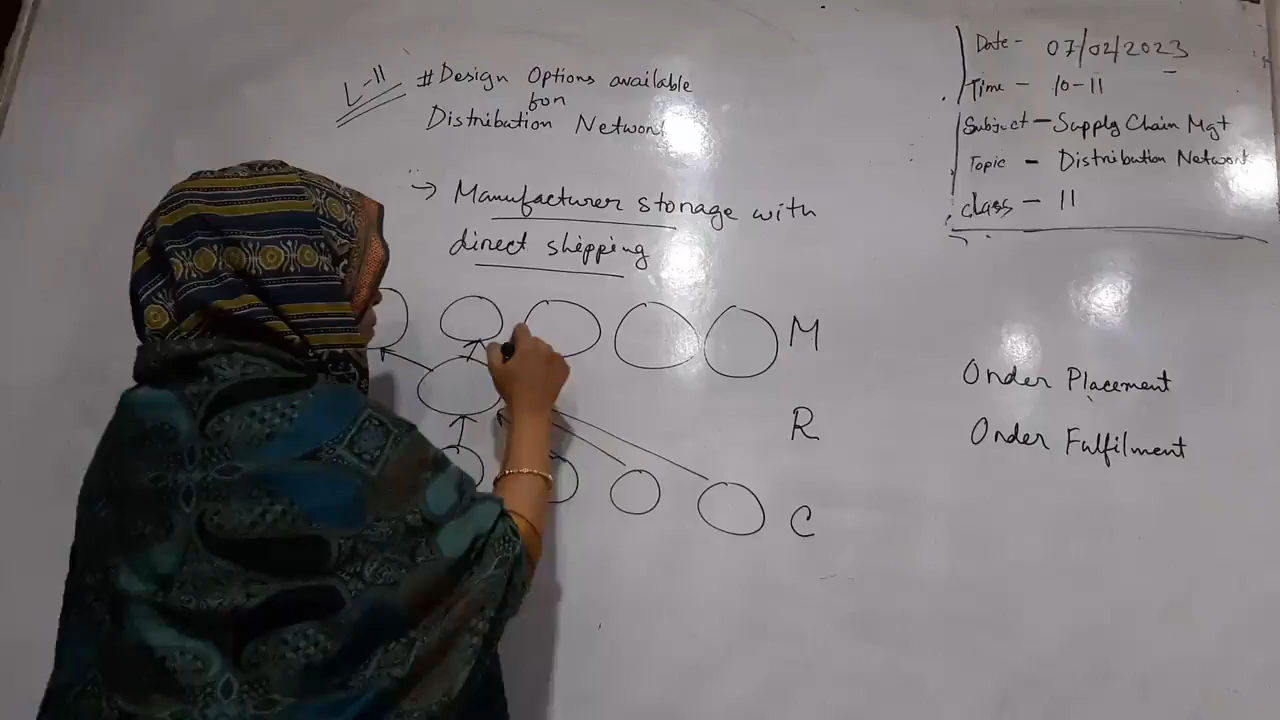 L-11
#Design Options available
for
Distribution Network
→ Manufacturer storage with
direct shipping
M
R
C
Date- 07/02/2023
Time - 10-11
Subject - Supply Chain Mgt
Topic - Distribution Network
class - 11
Order Placement
Order Fulfilment